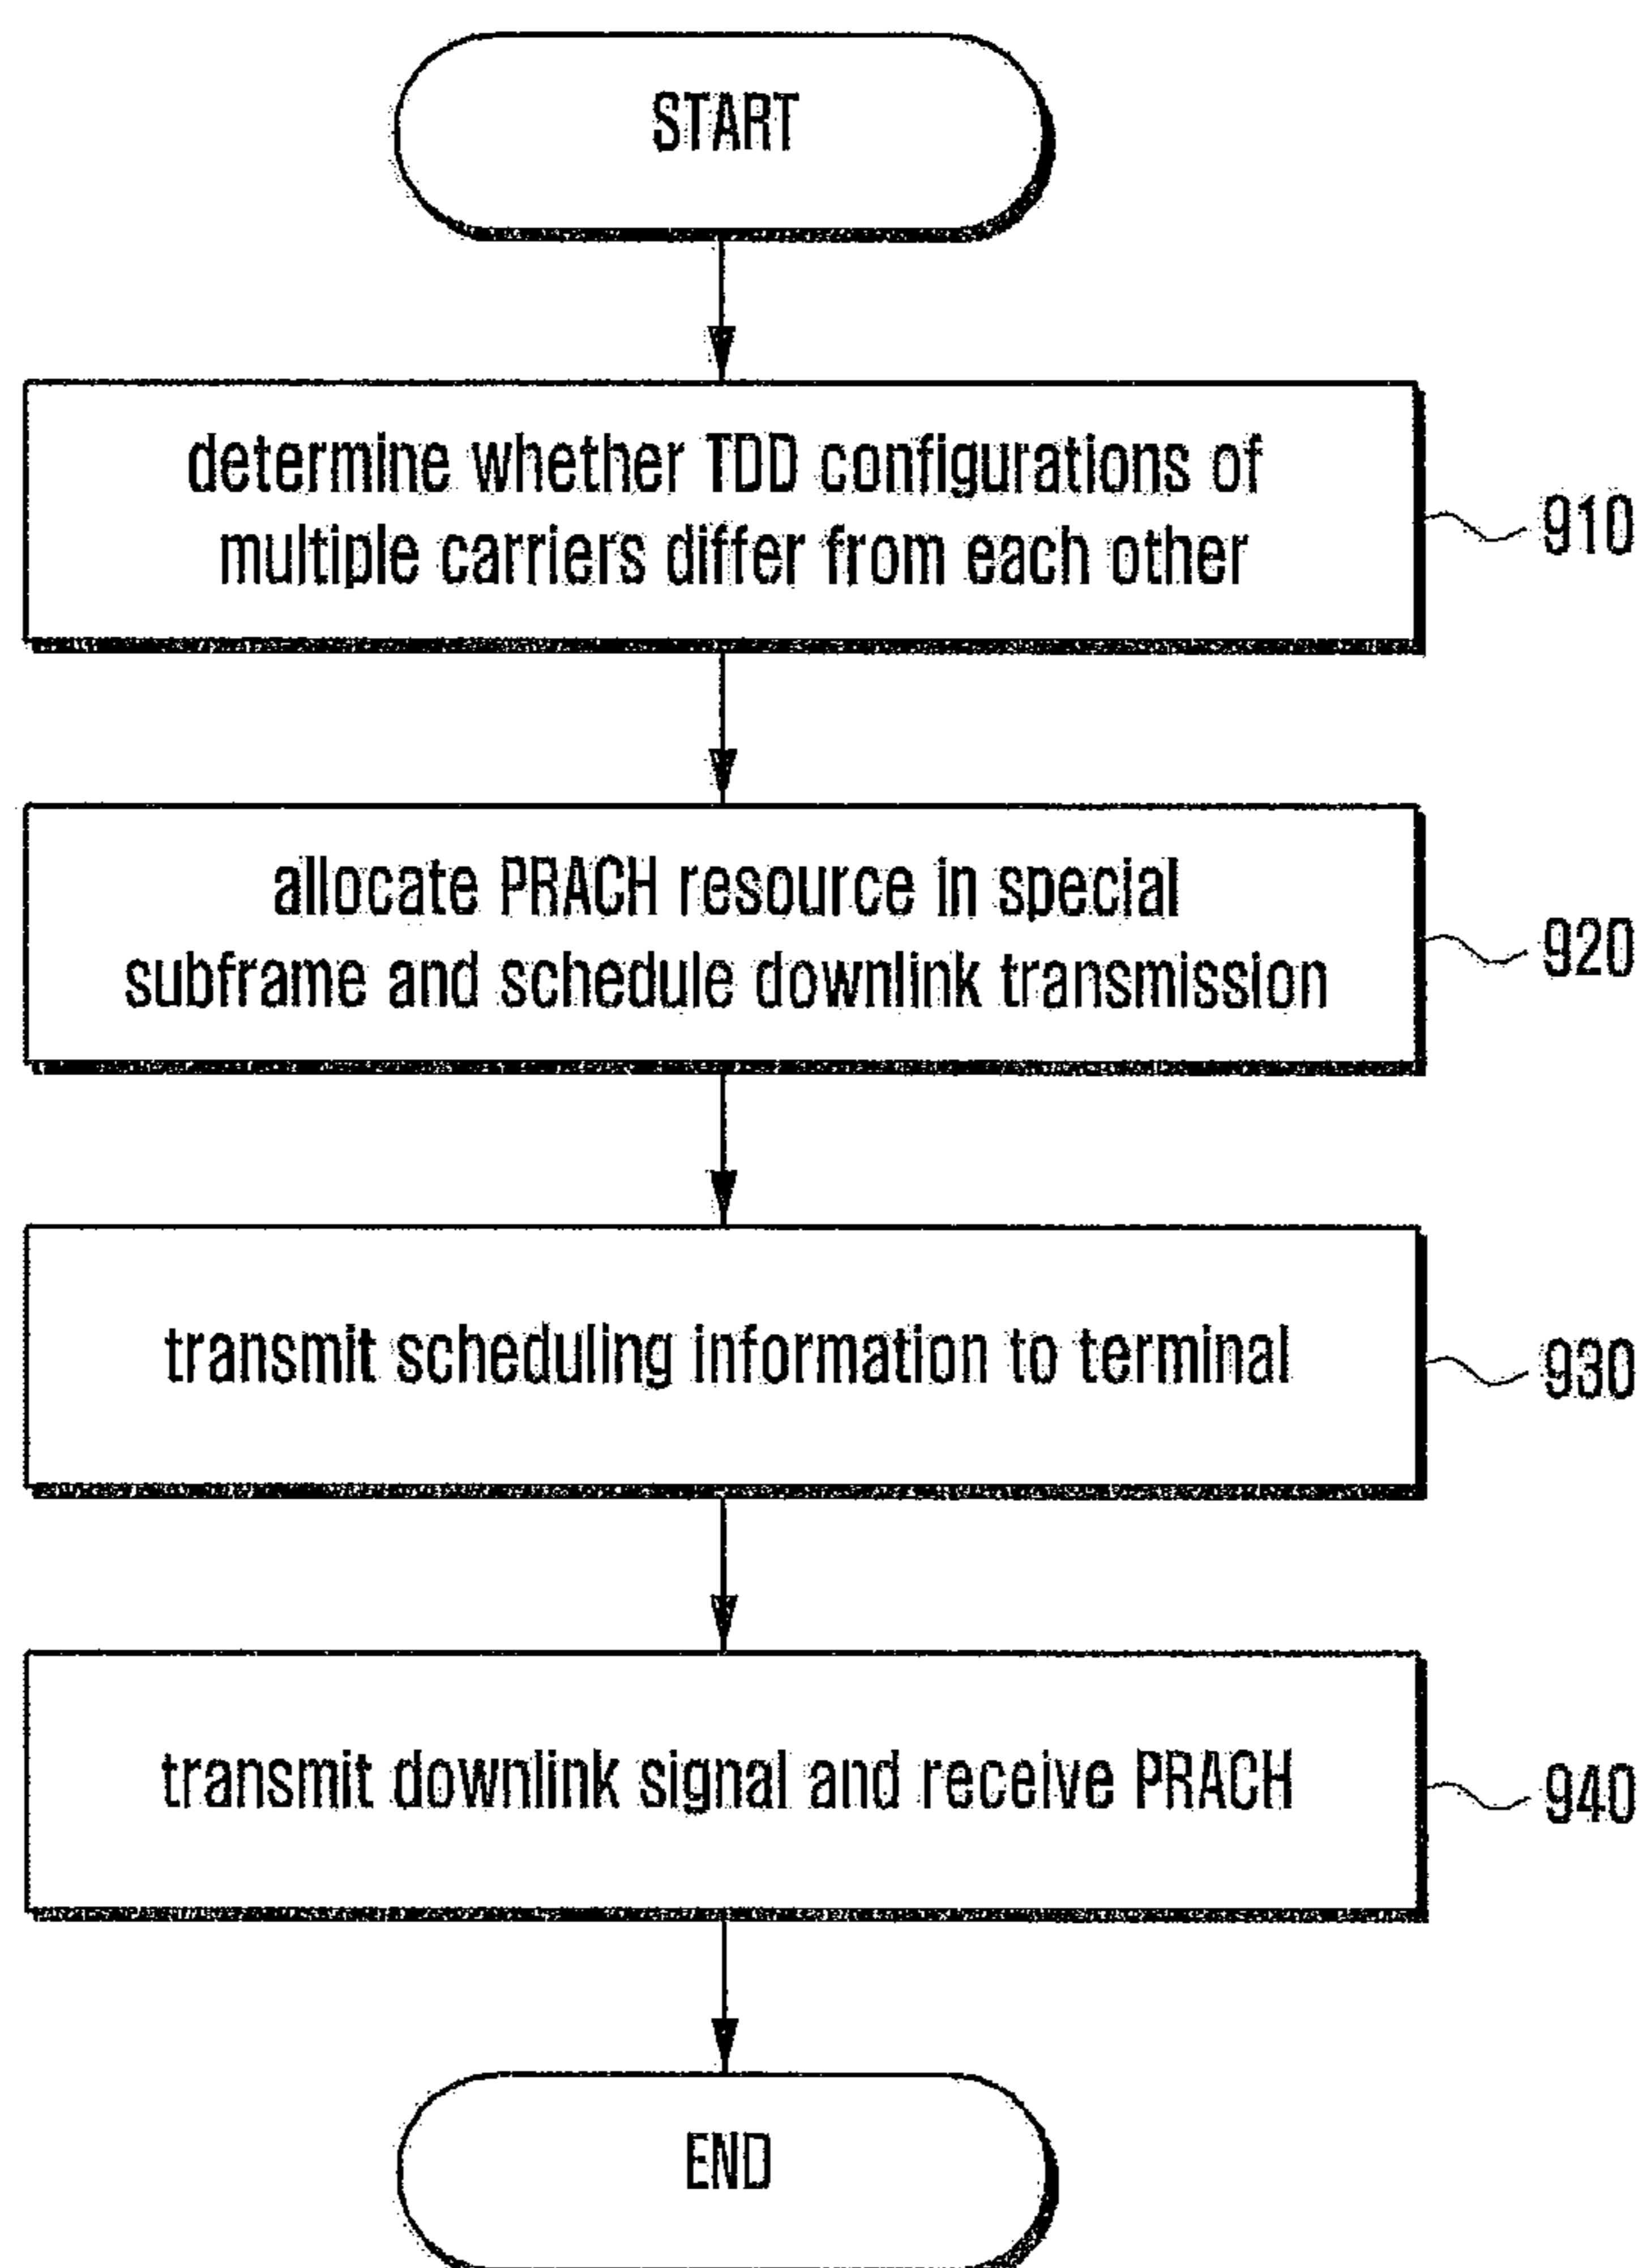 START
determine whether TDD configurations of
multiple carriers differ from each other
910
allocate PRACH resource in special
subframe and schedule downlink transmission
920
transmit scheduling information to terminal
930
transmit downlink signal and receive PRACH
940
END